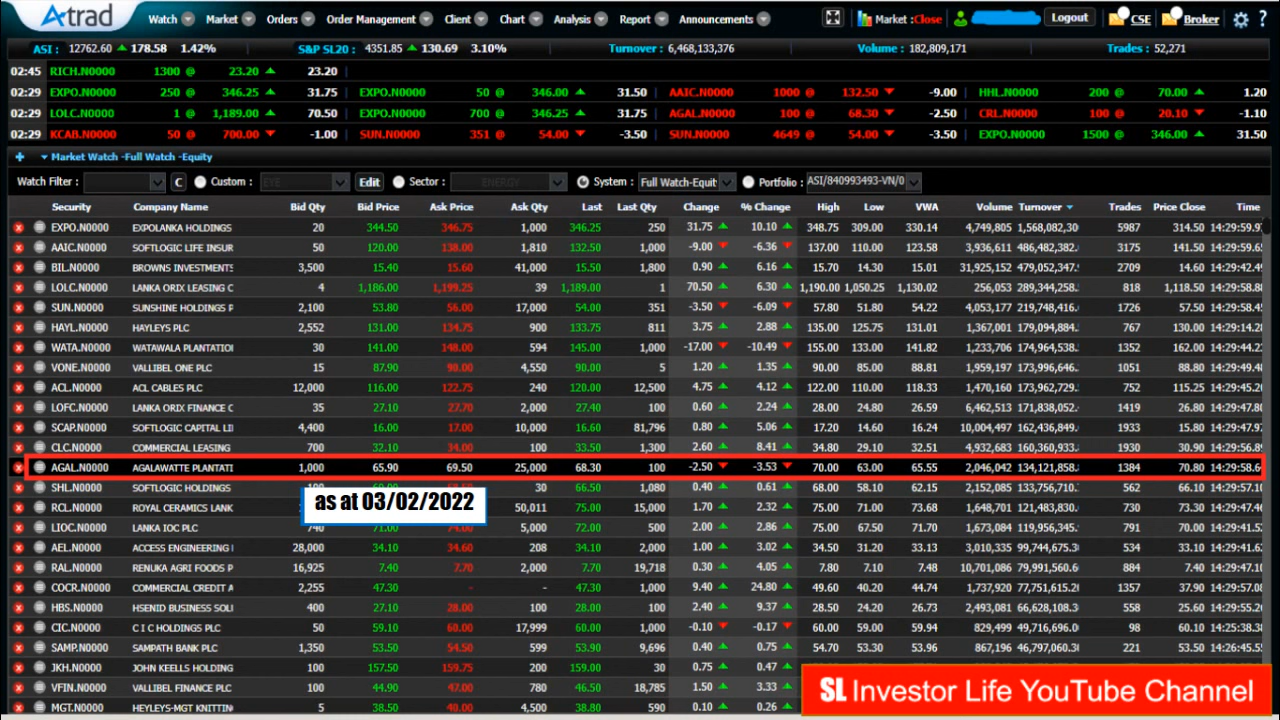 Atrad Watch Market Orders Order Management Client Chart Analysis Report Announcements Market :Close Logout CSE Broker ?
ASI : 12762.60 178.58 1.42% S&P SL20 : 4351.85 130.69 3.10% Turnover : 6,468,133,376 Volume : 182,809,171 Trades : 52,271
02:45 RICH.N0000 1300 @ 23.20 23.20
02:29 EXPO.N0000 250 @ 346.25 31.75 EXPO.N0000 50 @ 346.00 31.50 AAIC.N0000 1000 @ 132.50 -9.00 HHL.N0000 200 @ 70.00 1.20
02:29 LOLC.N0000 1 @ 1,189.00 70.50 EXPO.N0000 700 @ 346.25 31.75 AGAL.N0000 100 @ 68.30 -2.50 CRL.N0000 100 @ 20.10 -1.10
02:29 KCAB.N0000 50 @ 700.00 -1.00 SUN.N0000 351 @ 54.00 -3.50 SUN.N0000 4649 @ 54.00 -3.50 EXPO.N0000 1500 @ 346.00 31.50
+ Market Watch -Full Watch -Equity
Watch Filter : C Custom : EYE Edit Sector : ENERGY System : Full Watch-Equit Portfolio : ASI/840993493-VN/0
Security Company Name Bid Qty Bid Price Ask Price Ask Qty Last Last Qty Change % Change High Low VWA Volume Turnover Trades Price Close Time
EXPO.N0000 EXPOLANKA HOLDINGS 20 344.50 346.75 1,000 346.25 250 31.75 10.10 348.75 309.00 330.14 4,749,805 1,568,082,30 5987 314.50 14:29:59.9
AAIC.N0000 SOFTLOGIC LIFE INSUR 50 120.00 138.00 1,810 132.50 1,000 -9.00 -6.36 137.00 110.00 123.58 3,936,611 486,482,382. 3175 141.50 14:29:59.6
BIL.N0000 BROWNS INVESTMENTS 3,500 15.40 15.60 41,000 15.50 1,800 0.90 6.16 15.70 14.30 15.01 31,925,152 479,052,347. 2709 14.60 14:29:42.4
LOLC.N0000 LANKA ORIX LEASING C 4 1,186.00 1,199.25 39 1,189.00 1 70.50 6.30 1,190.00 1,050.25 1,130.02 256,053 289,344,258. 818 1,118.50 14:29:58.8
SUN.N0000 SUNSHINE HOLDINGS P 2,100 53.80 56.00 17,000 54.00 351 -3.50 -6.09 57.80 51.80 54.22 4,053,177 219,748,416. 1726 57.50 14:29:58.4
HAYL.N0000 HAYLEYS PLC 2,552 131.00 134.75 900 133.75 811 3.75 2.88 135.00 125.75 131.01 1,367,001 179,094,884. 767 130.00 14:29:14.2
WATA.N0000 WATAWALA PLANTATIO 30 141.00 148.00 594 145.00 1,000 -17.00 -10.49 155.00 133.00 141.82 1,233,706 174,964,538. 1352 162.00 14:29:44.2
VONE.N0000 VALLIBEL ONE PLC 15 87.90 90.00 4,550 90.00 5 1.20 1.35 90.00 85.00 88.81 1,959,197 173,996,646. 1051 88.80 14:29:49.4
ACL.N0000 ACL CABLES PLC 12,000 116.00 122.75 240 120.00 12,500 4.75 4.12 122.00 110.00 118.33 1,470,160 173,962,729. 752 115.25 14:29:45.2
LOFC.N0000 LANKA ORIX FINANCE C 35 27.10 27.70 2,000 27.40 100 0.60 2.24 28.00 24.80 26.59 6,462,513 171,838,052. 1419 26.80 14:29:47.8
SCAP.N0000 SOFTLOGIC CAPITAL LI 4,400 16.00 17.00 10,000 16.60 81,796 0.80 5.06 17.20 14.60 16.24 10,004,497 162,436,849. 1933 15.80 14:29:47.9
CLC.N0000 COMMERCIAL LEASING 700 32.10 34.00 100 33.50 1,300 2.60 8.41 34.80 29.10 32.51 4,932,683 160,360,933. 1930 30.90 14:29:56.8
AGAL.N0000 AGALAWATTE PLANTATI 1,000 65.90 69.50 25,000 68.30 100 -2.50 -3.53 70.00 63.00 65.55 2,046,042 134,121,858. 1384 70.80 14:29:58.6
SHL.N0000 SOFTLOGIC HOLDINGS 30 66.50 1,080 0.40 0.61 68.00 58.10 62.15 2,152,085 133,756,710. 562 66.10 14:29:57.1
as at 03/02/2022
RCL.N0000 ROYAL CERAMICS LANK 50,011 75.00 15,000 1.70 2.32 75.00 71.00 73.68 1,648,701 121,483,830. 730 73.30 14:29:41.5
LIOC.N0000 LANKA IOC PLC 740 71.00 5,000 72.00 500 2.00 2.86 75.00 67.50 71.70 1,673,084 119,956,345. 791 70.00 14:29:47.3
AEL.N0000 ACCESS ENGINEERING 28,000 34.10 34.60 208 34.10 2,000 1.00 3.02 34.50 31.20 33.13 3,010,335 99,744,675.3 534 33.10 14:29:41.6
RAL.N0000 RENUKA AGRI FOODS P 16,925 7.40 7.70 2,000 7.70 19,718 0.30 4.05 7.80 7.10 7.48 10,701,086 79,991,560.6 884 7.40 14:29:47.1
COCR.N0000 COMMERCIAL CREDIT A 2,255 47.30 - - 47.30 1,000 9.40 24.80 49.60 40.20 44.74 1,737,920 77,751,615.2 1357 37.90 14:29:57.0
HBS.N0000 HSENID BUSINESS SOL 400 27.10 28.00 100 28.00 100 2.40 9.37 28.50 24.20 26.73 2,493,081 66,628,108.3 558 25.60 14:29:55.2
CIC.N0000 C I C HOLDINGS PLC 50 59.10 60.00 17,999 60.00 1,000 -0.10 -0.17 60.00 59.00 59.94 829,499 49,716,696.0 98 60.10 14:25:38.3
SAMP.N0000 SAMPATH BANK PLC 1,350 53.50 54.50 599 53.90 9,696 0.40 0.75 54.70 53.30 53.96 867,196 46,797,060.3 221 53.50 14:26:45.5
JKH.N0000 JOHN KEELLS HOLDING 100 157.50 159.75 200 159.00 30 0.75 0.47
VFIN.N0000 VALLIBEL FINANCE PLC 100 44.90 47.00 780 46.50 18,785 1.50 3.33
MGT.N0000 HEYLEYS-MGT KNITTIN 5 38.50 40.00 4,500 38.80 590 0.10 0.26
SL Investor Life YouTube Channel